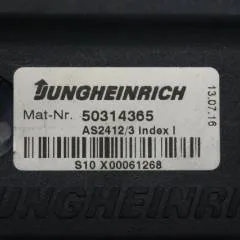 JUNGHEINRICH
Mat-Nr. 50314365
AS2412/3 index I
S10 X00061268
13.07.16
JUNGHEINRICH